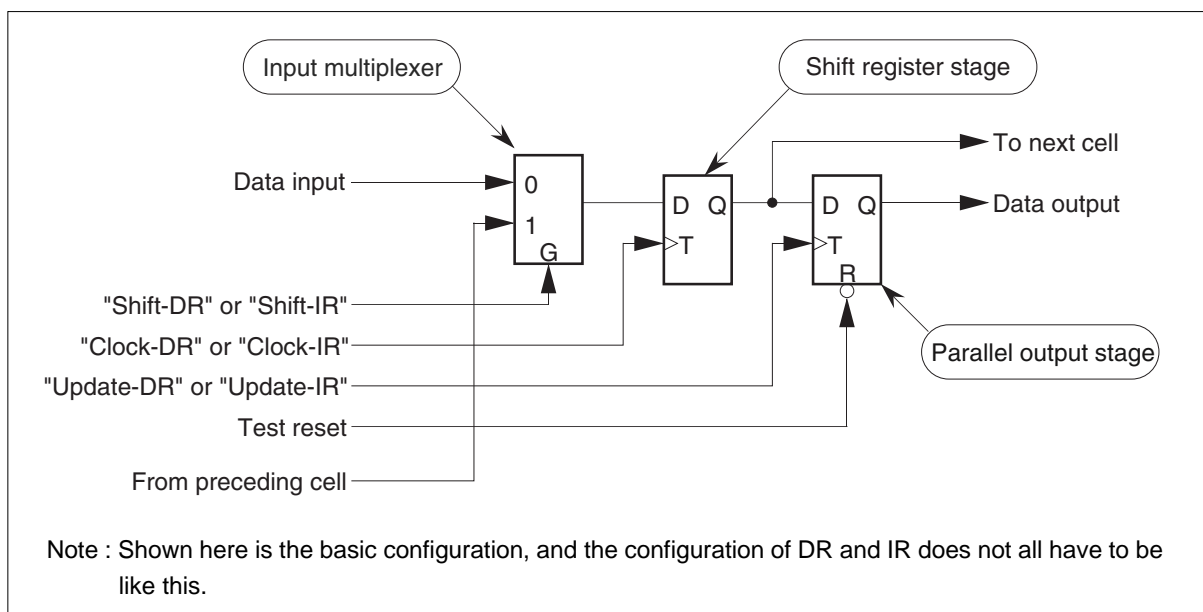 Input multiplexer
Shift register stage
To next cell
Data input
0
D Q
D Q
Data output
1
T
T
G
R
"Shift-DR" or "Shift-IR"
"Clock-DR" or "Clock-IR"
Parallel output stage
"Update-DR" or "Update-IR"
Test reset
From preceding cell
Note : Shown here is the basic configuration, and the configuration of DR and IR does not all have to be
like this.